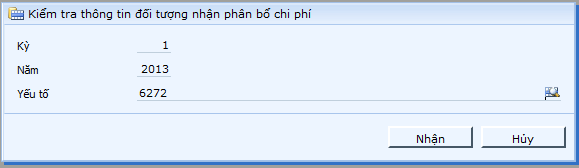 Kiểm tra thông tin đối tượng nhận phân bổ chi phí
Kỳ 1
Năm 2013
Yếu tố 6272
Nhận Hủy